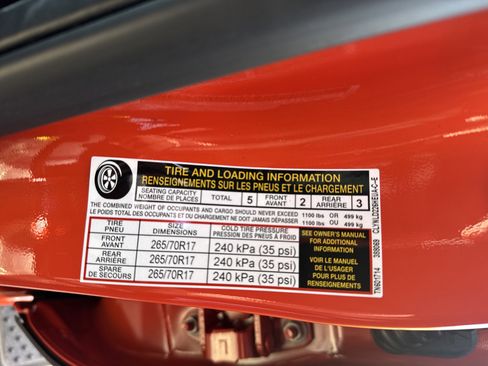 TIRE AND LOADING INFORMATION
RENSEIGNEMENTS SUR LES PNEUS ET LE CHARGEMENT
SEATING CAPACITY
NOMBRE DE PLACES
TOTAL 5
FRONT
AVANT 2
REAR
ARRIÈRE 3
THE COMBINED WEIGHT OF OCCUPANTS AND CARGO SHOULD NEVER EXCEED 1100 lbs OR 499 kg
LE POIDS TOTAL DES OCCUPANTS ET DU CHARGEMENT NE DOIT JAMAIS DÉPASSER 1100 lbs OU 499 kg
TIRE
PNEU
SIZE
DIMENSIONS
COLD TIRE PRESSURE
PRESSION DES PNEUS À FROID
FRONT
AVANT
265/70R17
240 kPa (35 psi)
REAR
ARRIÈRE
265/70R17
240 kPa (35 psi)
SPARE
DE SECOURS
265/70R17
240 kPa (35 psi)
SEE OWNER'S MANUAL
FOR ADDITIONAL
INFORMATION
VOIR LE MANUEL
DE L'USAGER
POUR PLUS DE
RENSEIGNEMENTS